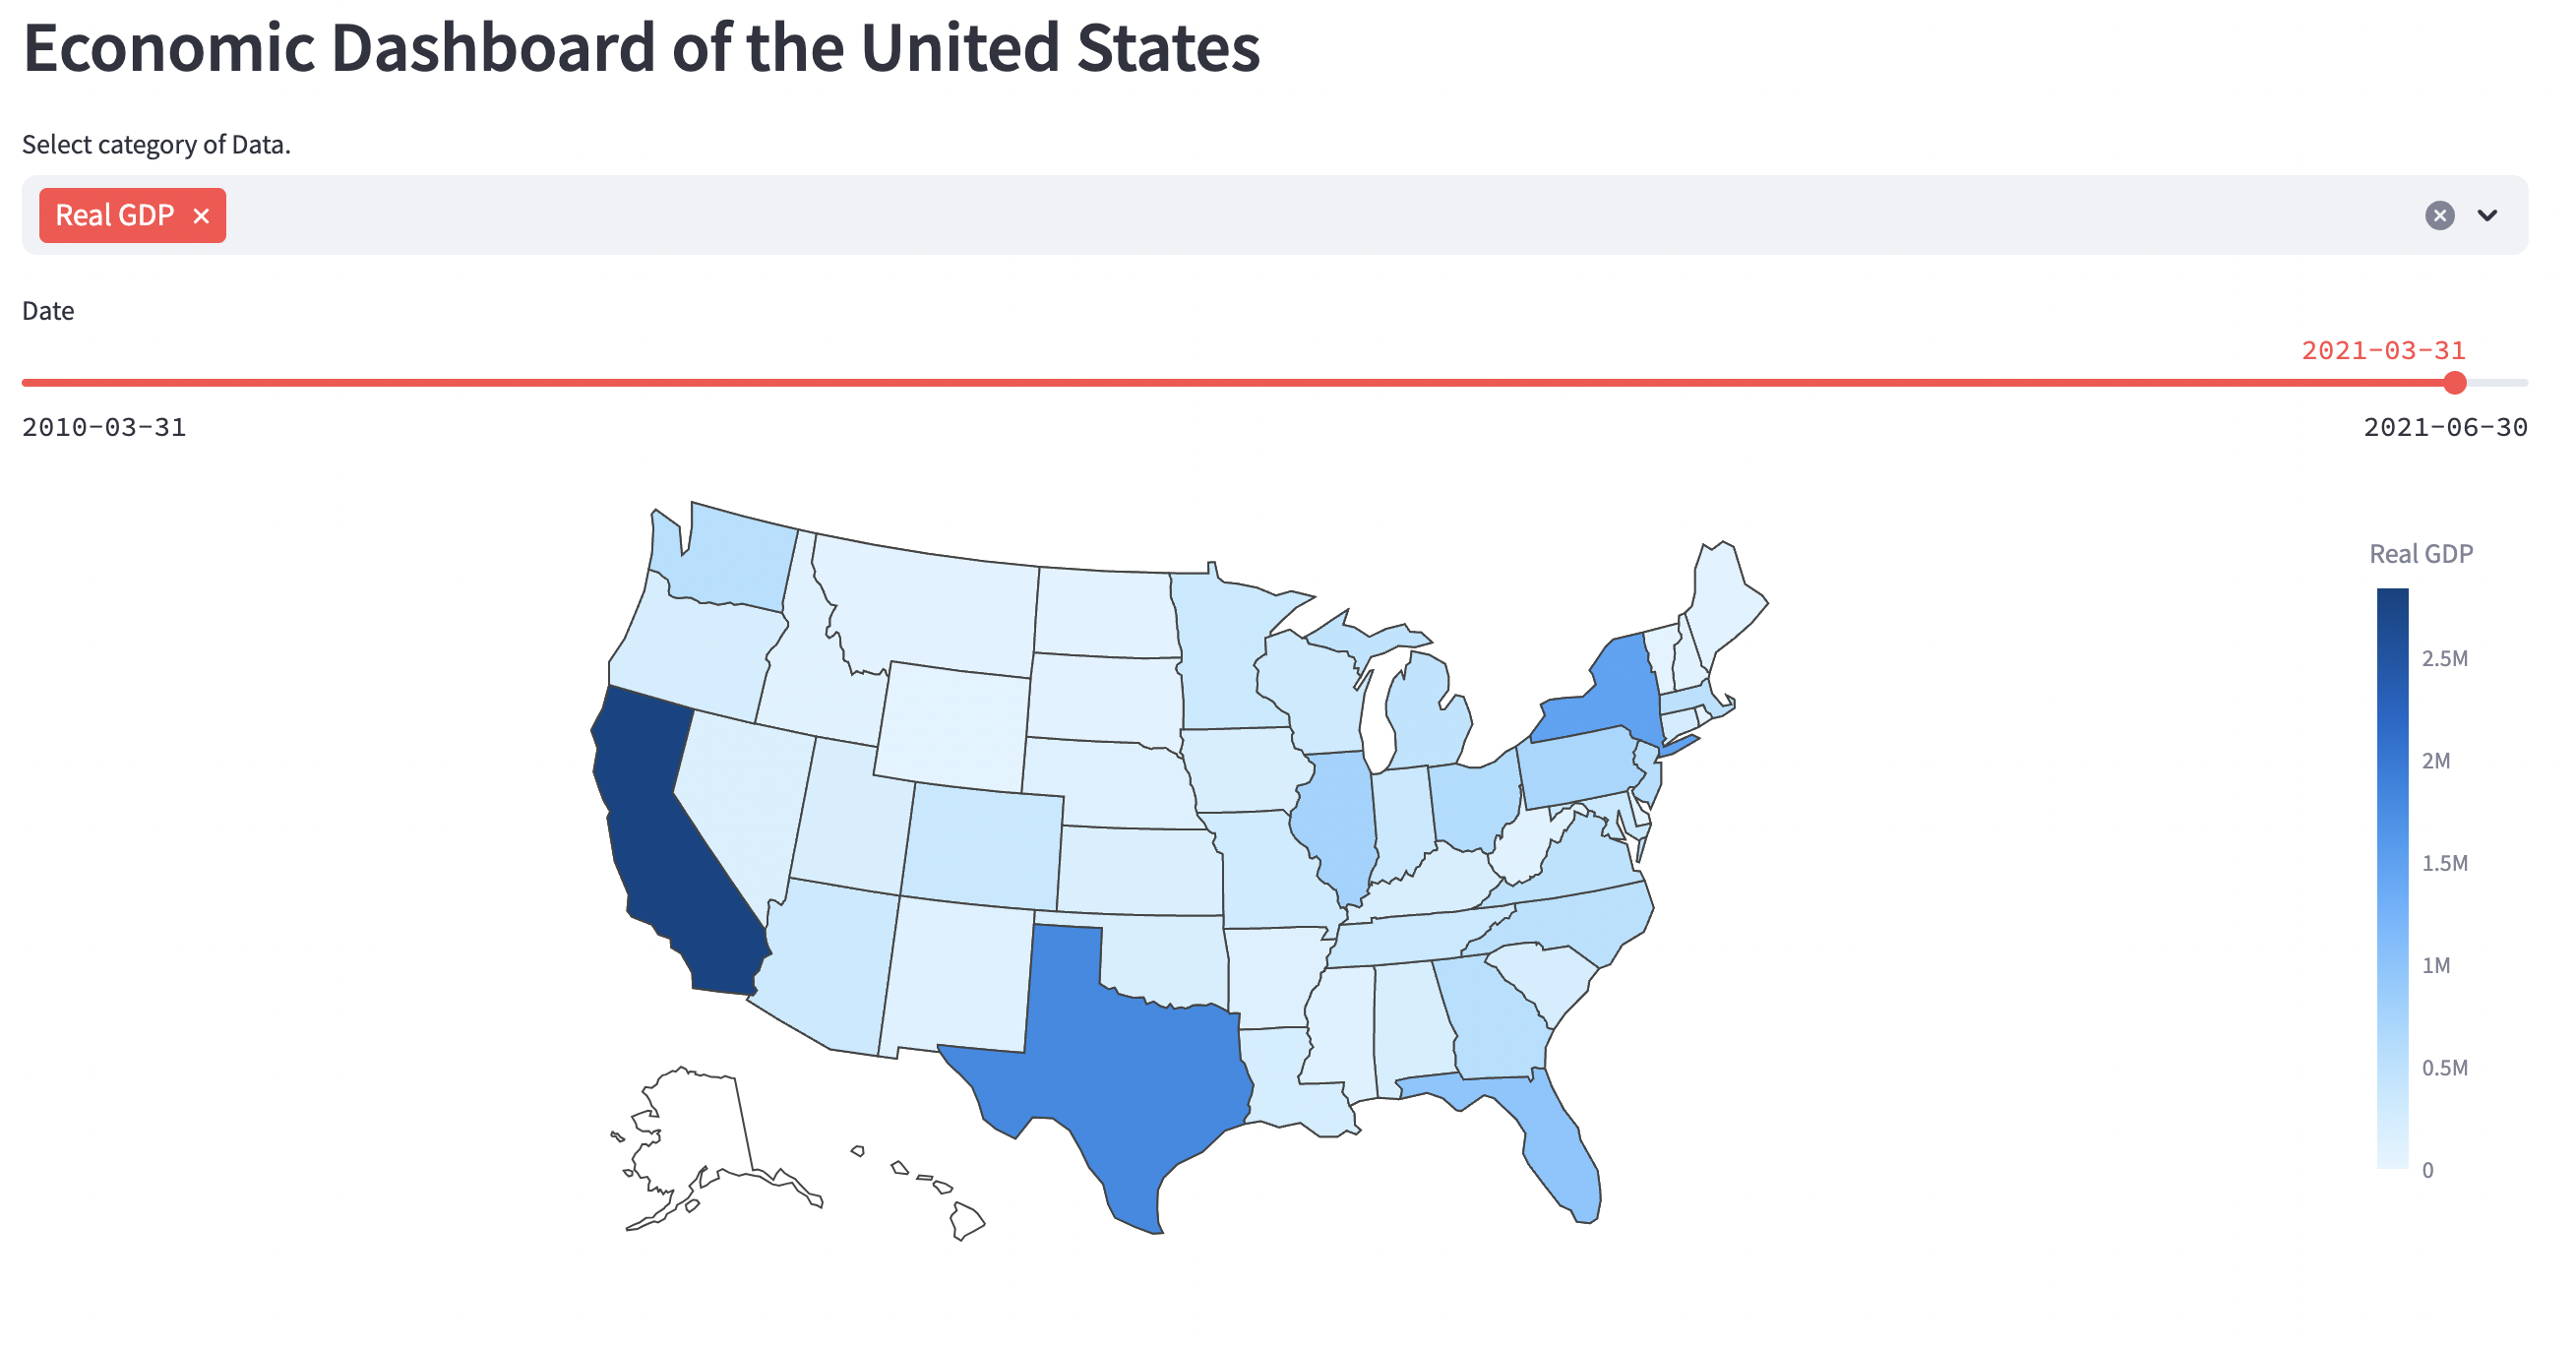 Economic Dashboard of the United States
Select category of Data.
Real GDP
Date
2021-03-31
2010-03-31
2021-06-30
Real GDP
2.5M
2M
1.5M
1M
0.5M
0